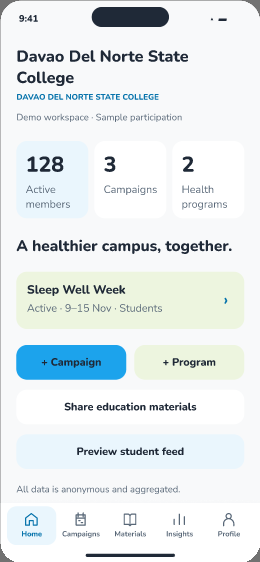 9:41
Davao Del Norte State
College
DAVAO DEL NORTE STATE COLLEGE
Demo workspace · Sample participation
128
Active
members
3
Campaigns
2
Health
programs
A healthier campus, together.
Sleep Well Week
Active · 9–15 Nov · Students
›
+ Campaign
+ Program
Share education materials
Preview student feed
All data is anonymous and aggregated.
Home
Campaigns
Materials
Insights
Profile